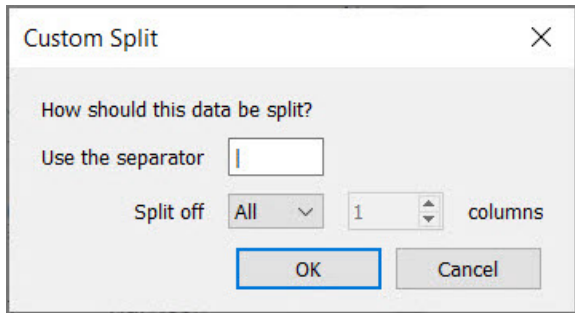 Custom Split
How should this data be split?
Use the separator |
Split off All 1 columns
OK Cancel